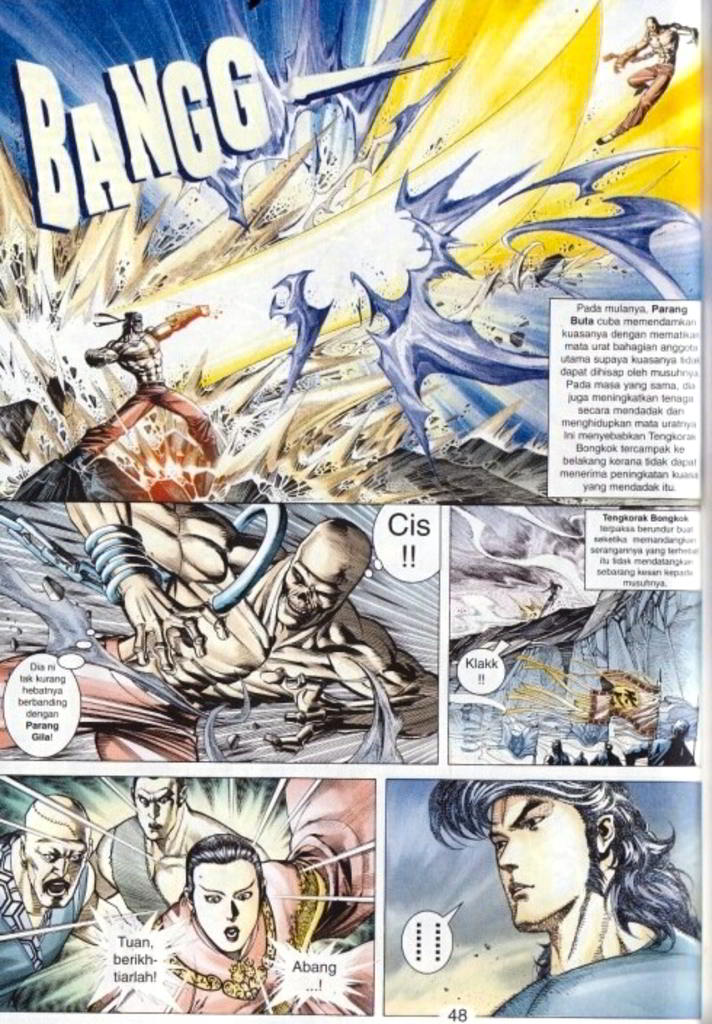 BANGG
Pada mulanya, Parang
Buta cuba memendamkan
kuasanya dengan mematikan
mata urat bahagian anggota
utama supaya kuasanya tidak
dapat dihisap oleh musuhnya.
Pada masa yang sama, dia
juga meningkatkan tenaga
secara mendadak dan
menghidupkan mata uratnya.
Ini menyebabkan Tengkorak
Bongkok tercampak ke
belakang kerana tidak dapat
menerima peningkatan kuasa
yang mendadak itu.
Cis
!!
Dia ni
tak kurang
hebatnya
berbanding
dengan
Parang
Gila!
Tengkorak Bongkok
terpaksa berundur buat
seketika memandangkan
serangannya yang terhebat
itu tidak mendatangkan
sebarang kesan kepada
musuhnya.
Klakk
!!
Tuan,
berikh-
tiarlah!
Abang
...!
48